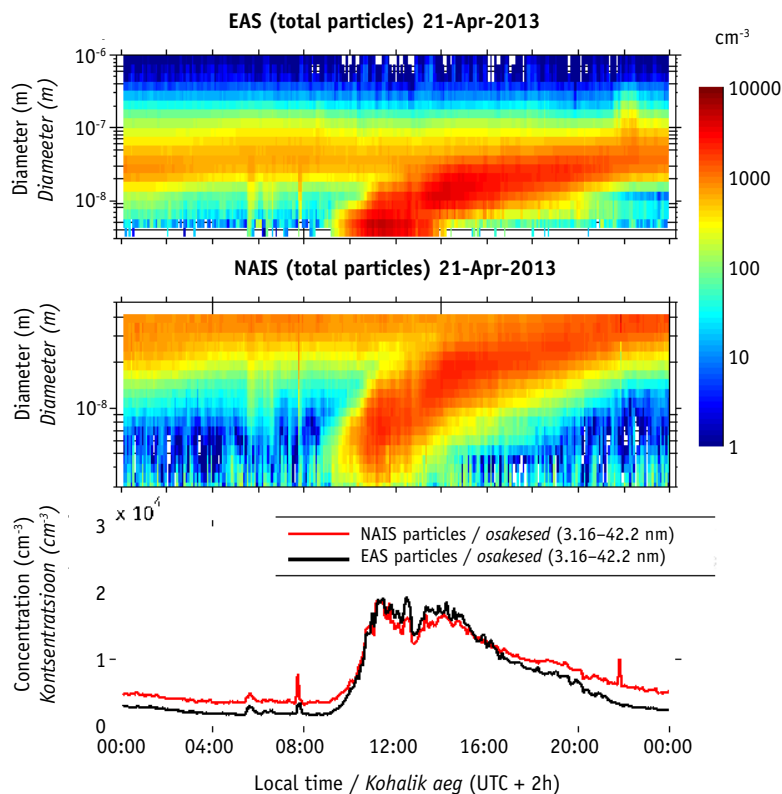 EAS (total particles) 21-Apr-2013
cm⁻³
Diameter (m)
Diameeter (m)
10⁻⁶
10⁻⁷
10⁻⁸
10000
1000
100
10
1
NAIS (total particles) 21-Apr-2013
Diameter (m)
Diameeter (m)
10⁻⁸
Concentration (cm⁻³)
Kontsentratsioon (cm⁻³)
3 x 10⁴
2
1
0
NAIS particles / osakesed (3.16–42.2 nm)
EAS particles / osakesed (3.16–42.2 nm)
00:00 04:00 08:00 12:00 16:00 20:00 00:00
Local time / Kohalik aeg (UTC + 2h)